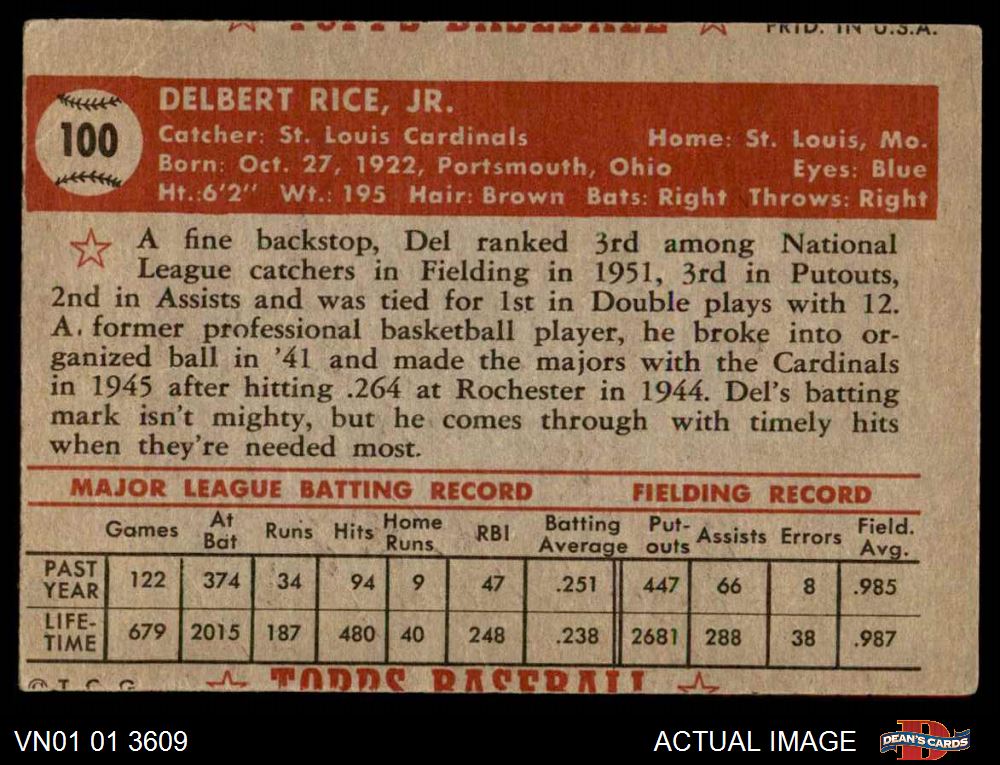 TOPPS BASEBALL PRTD. IN U.S.A.
100
DELBERT RICE, JR.
Catcher: St. Louis Cardinals Home: St. Louis, Mo.
Born: Oct. 27, 1922, Portsmouth, Ohio Eyes: Blue
Ht.:6'2" Wt.: 195 Hair: Brown Bats: Right Throws: Right
A fine backstop, Del ranked 3rd among National
League catchers in Fielding in 1951, 3rd in Putouts,
2nd in Assists and was tied for 1st in Double plays with 12.
A. former professional basketball player, he broke into or-
ganized ball in '41 and made the majors with the Cardinals
in 1945 after hitting .264 at Rochester in 1944. Del's batting
mark isn't mighty, but he comes through with timely hits
when they're needed most.
MAJOR LEAGUE BATTING RECORD FIELDING RECORD
Games At Bat Runs Hits Home Runs RBI Batting Average Put-outs Assists Errors Field. Avg.
PAST YEAR 122 374 34 94 9 47 .251 447 66 8 .985
LIFE-TIME 679 2015 187 480 40 248 .238 2681 288 38 .987
© T. C. G. TOPPS BASEBALL
VN01 01 3609 ACTUAL IMAGE DEAN'S CARDS